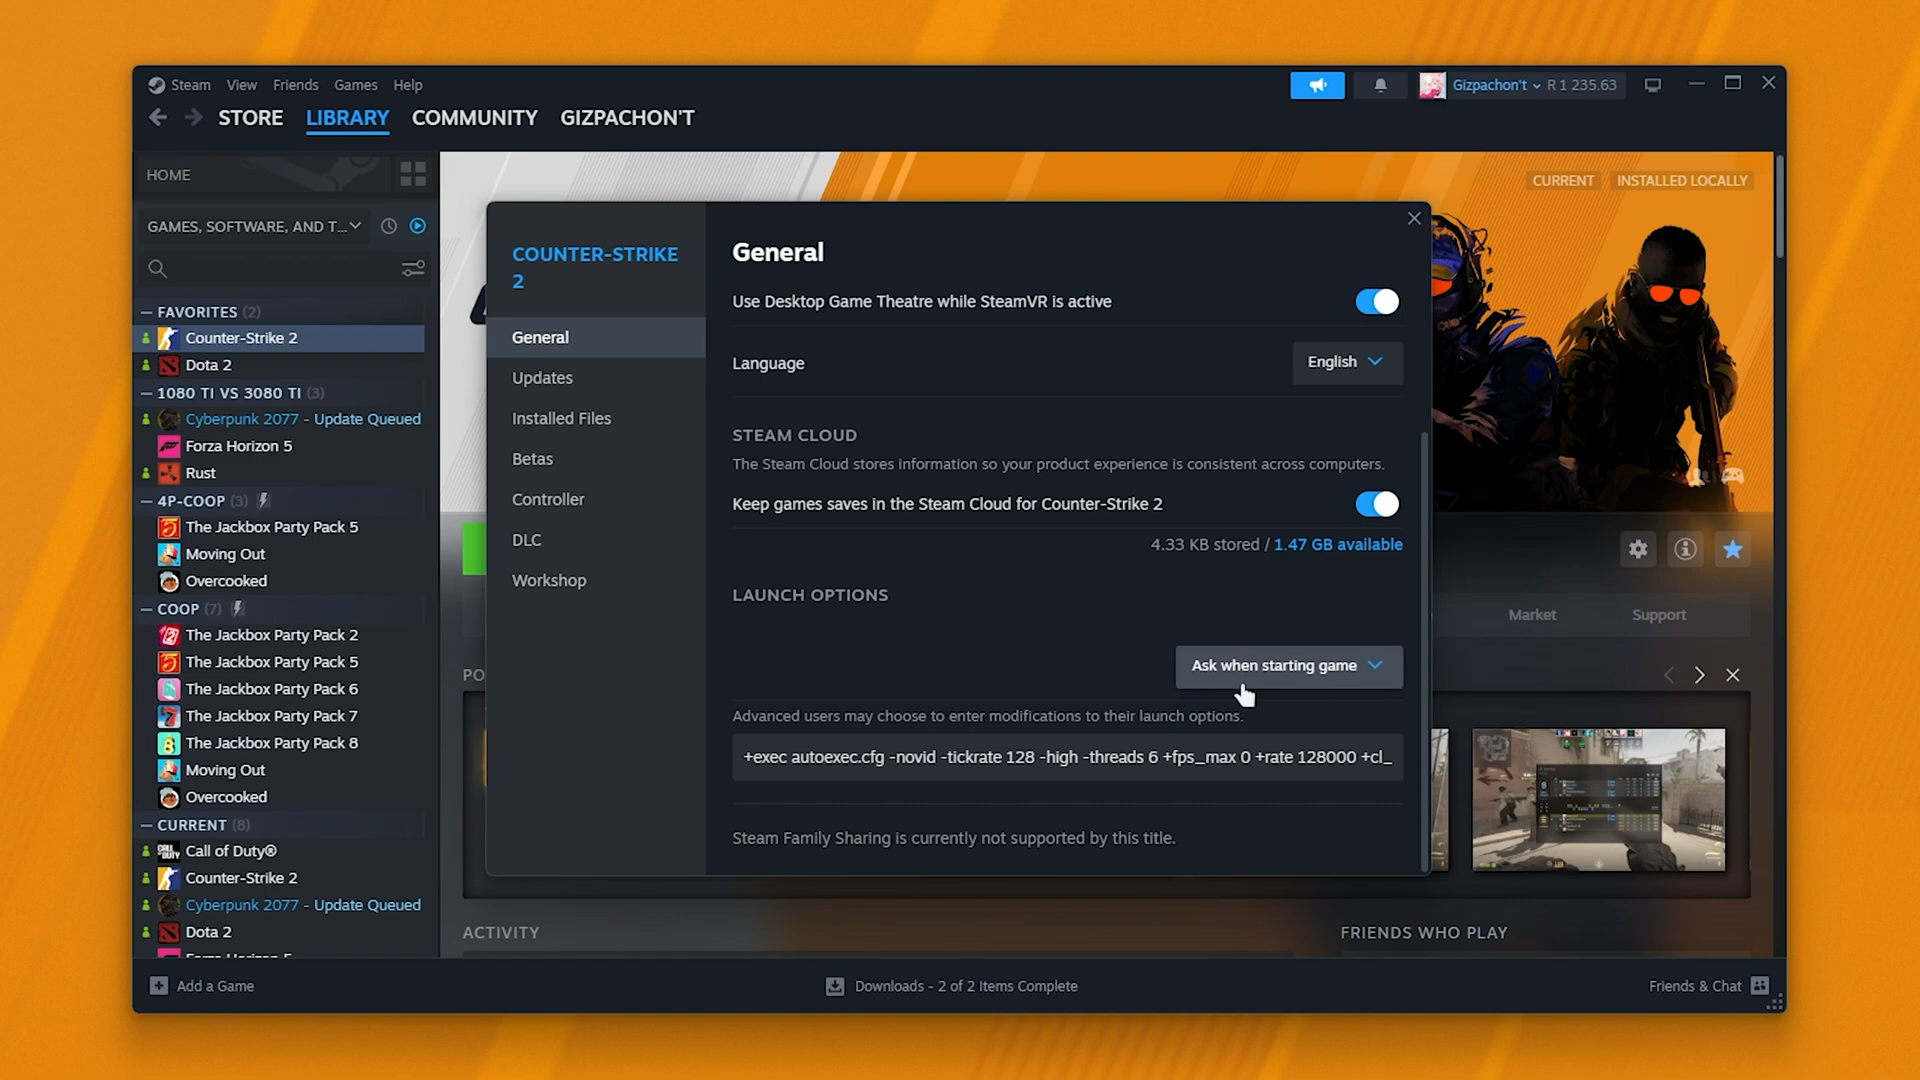 Steam View Friends Games Help
Gizpachon't R 1 235.63
STORE LIBRARY COMMUNITY GIZPACHON'T
HOME
CURRENT INSTALLED LOCALLY
GAMES, SOFTWARE, AND T...
FAVORITES (2)
Counter-Strike 2
Dota 2
1080 TI VS 3080 TI (3)
Cyberpunk 2077 - Update Queued
Forza Horizon 5
Rust
4P-COOP (3)
The Jackbox Party Pack 5
Moving Out
Overcooked
COOP (7)
The Jackbox Party Pack 2
The Jackbox Party Pack 5
The Jackbox Party Pack 6
The Jackbox Party Pack 7
The Jackbox Party Pack 8
Moving Out
Overcooked
CURRENT (8)
Call of Duty®
Counter-Strike 2
Cyberpunk 2077 - Update Queued
Dota 2
Forza Horizon 5
COUNTER-STRIKE
2
General
Updates
Installed Files
Betas
Controller
DLC
Workshop
General
Use Desktop Game Theatre while SteamVR is active
Language English
STEAM CLOUD
The Steam Cloud stores information so your product experience is consistent across computers.
Keep games saves in the Steam Cloud for Counter-Strike 2
4.33 KB stored / 1.47 GB available
LAUNCH OPTIONS
Ask when starting game
Advanced users may choose to enter modifications to their launch options.
+exec autoexec.cfg -novid -tickrate 128 -high -threads 6 +fps_max 0 +rate 128000 +cl_
Steam Family Sharing is currently not supported by this title.
Market Support
PO
ACTIVITY
FRIENDS WHO PLAY
Add a Game
Downloads - 2 of 2 Items Complete
Friends & Chat